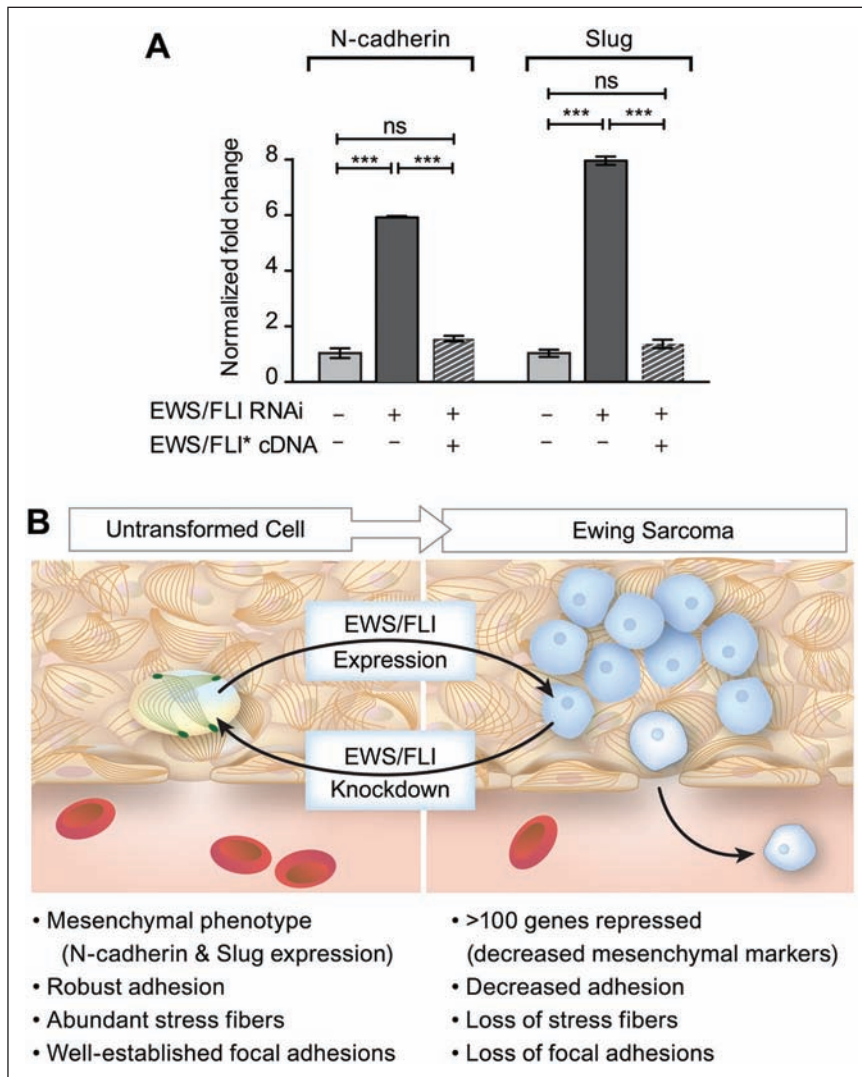 A
N-cadherin Slug
ns ns
*** *** *** ***
Normalized fold change
8
6
4
2
0
EWS/FLI RNAi – + + – + +
EWS/FLI* cDNA – – + – – +
B
Untransformed Cell Ewing Sarcoma
EWS/FLI
Expression
EWS/FLI
Knockdown
• Mesenchymal phenotype
(N-cadherin & Slug expression)
• Robust adhesion
• Abundant stress fibers
• Well-established focal adhesions
• >100 genes repressed
(decreased mesenchymal markers)
• Decreased adhesion
• Loss of stress fibers
• Loss of focal adhesions